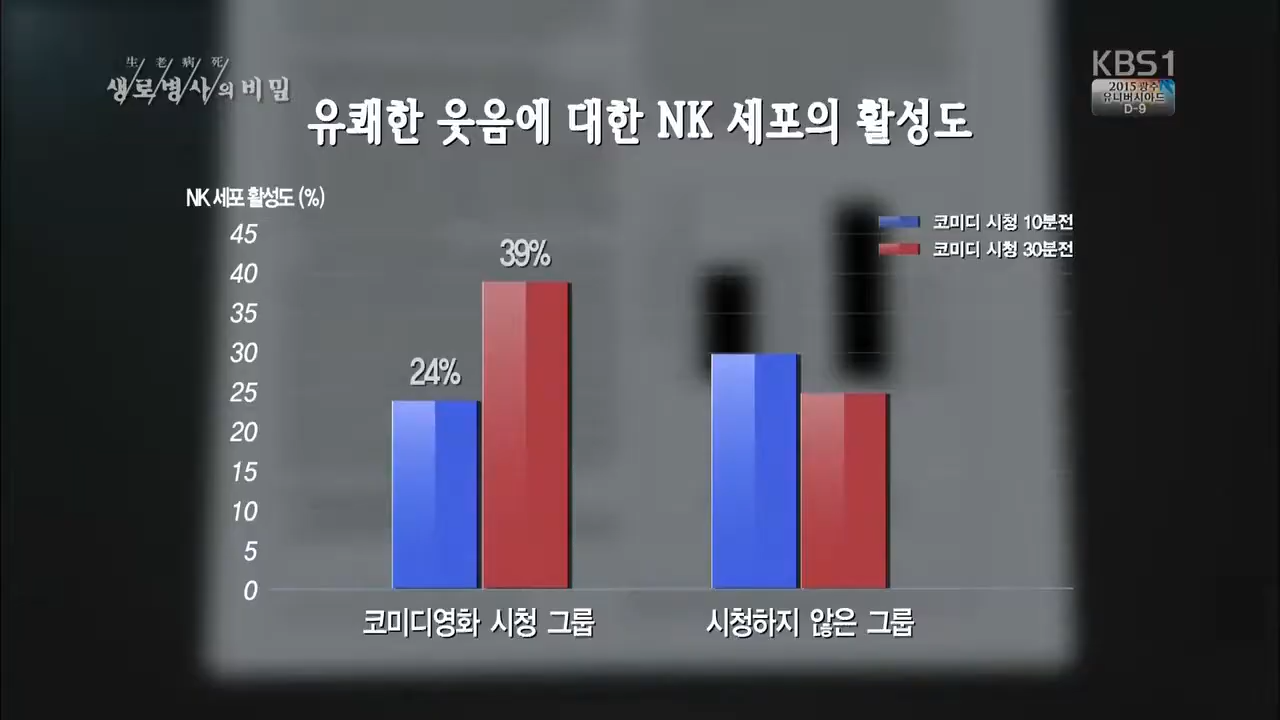 生老病死
생로병사의 비밀
KBS1
2015 광주
유니버시아드
D-9
유쾌한 웃음에 대한 NK 세포의 활성도
NK 세포 활성도 (%)
코미디 시청 10분전
코미디 시청 30분전
45
40
35
30
25
20
15
10
5
0
39%
24%
코미디영화 시청 그룹
시청하지 않은 그룹